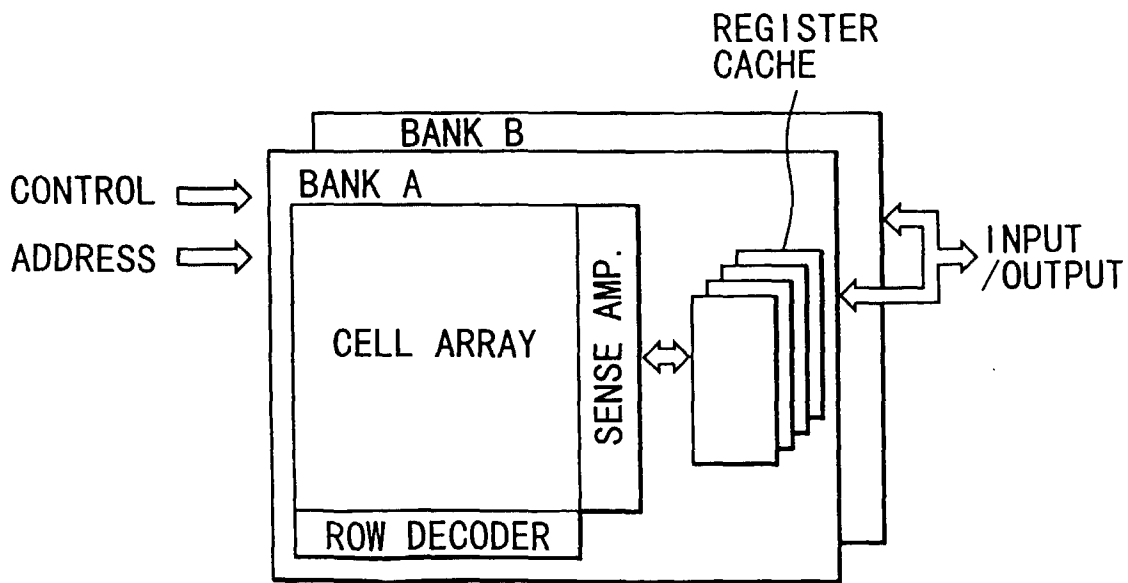 REGISTER
CACHE
BANK B
BANK A
CONTROL
ADDRESS
INPUT
/OUTPUT
CELL ARRAY
SENSE AMP.
ROW DECODER